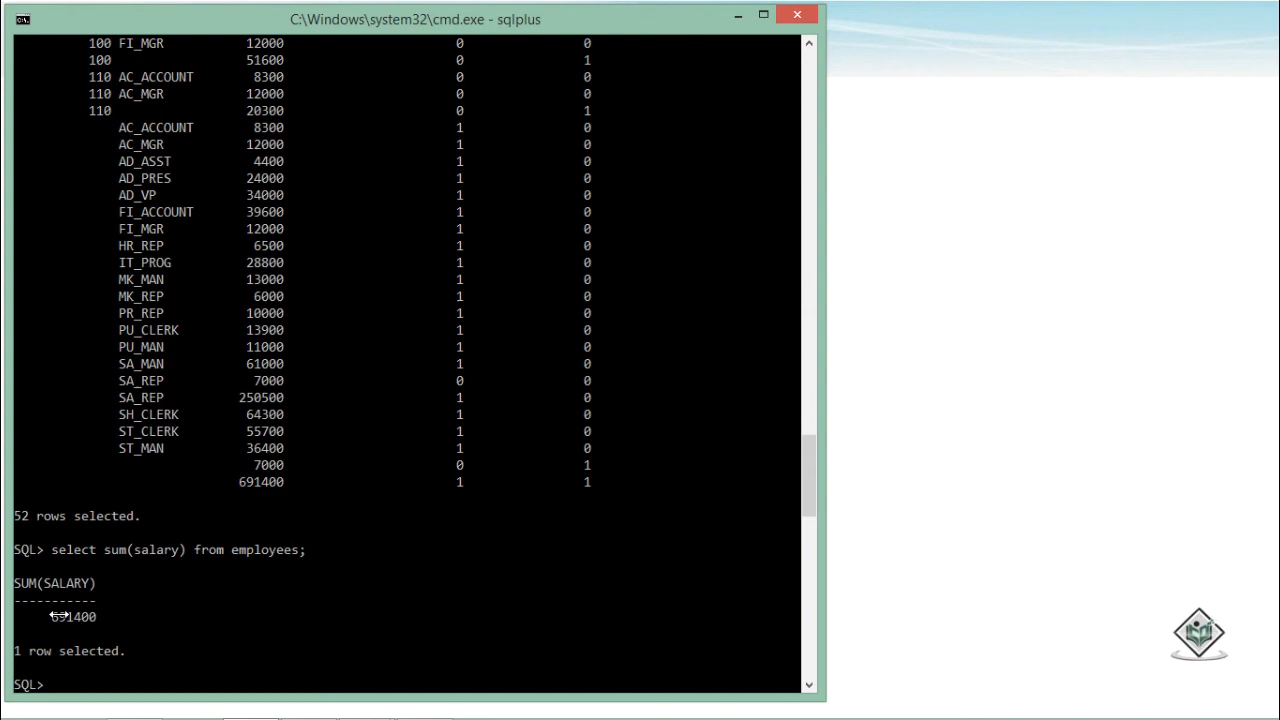 C:\Windows\system32\cmd.exe - sqlplus
100 FI_MGR 12000 0 0
100 51600 0 1
110 AC_ACCOUNT 8300 0 0
110 AC_MGR 12000 0 0
110 20300 0 1
AC_ACCOUNT 8300 1 0
AC_MGR 12000 1 0
AD_ASST 4400 1 0
AD_PRES 24000 1 0
AD_VP 34000 1 0
FI_ACCOUNT 39600 1 0
FI_MGR 12000 1 0
HR_REP 6500 1 0
IT_PROG 28800 1 0
MK_MAN 13000 1 0
MK_REP 6000 1 0
PR_REP 10000 1 0
PU_CLERK 13900 1 0
PU_MAN 11000 1 0
SA_MAN 61000 1 0
SA_REP 7000 0 0
SA_REP 250500 1 0
SH_CLERK 64300 1 0
ST_CLERK 55700 1 0
ST_MAN 36400 1 0
7000 0 1
691400 1 1
52 rows selected.
SQL> select sum(salary) from employees;
SUM(SALARY)
-----------
691400
1 row selected.
SQL>